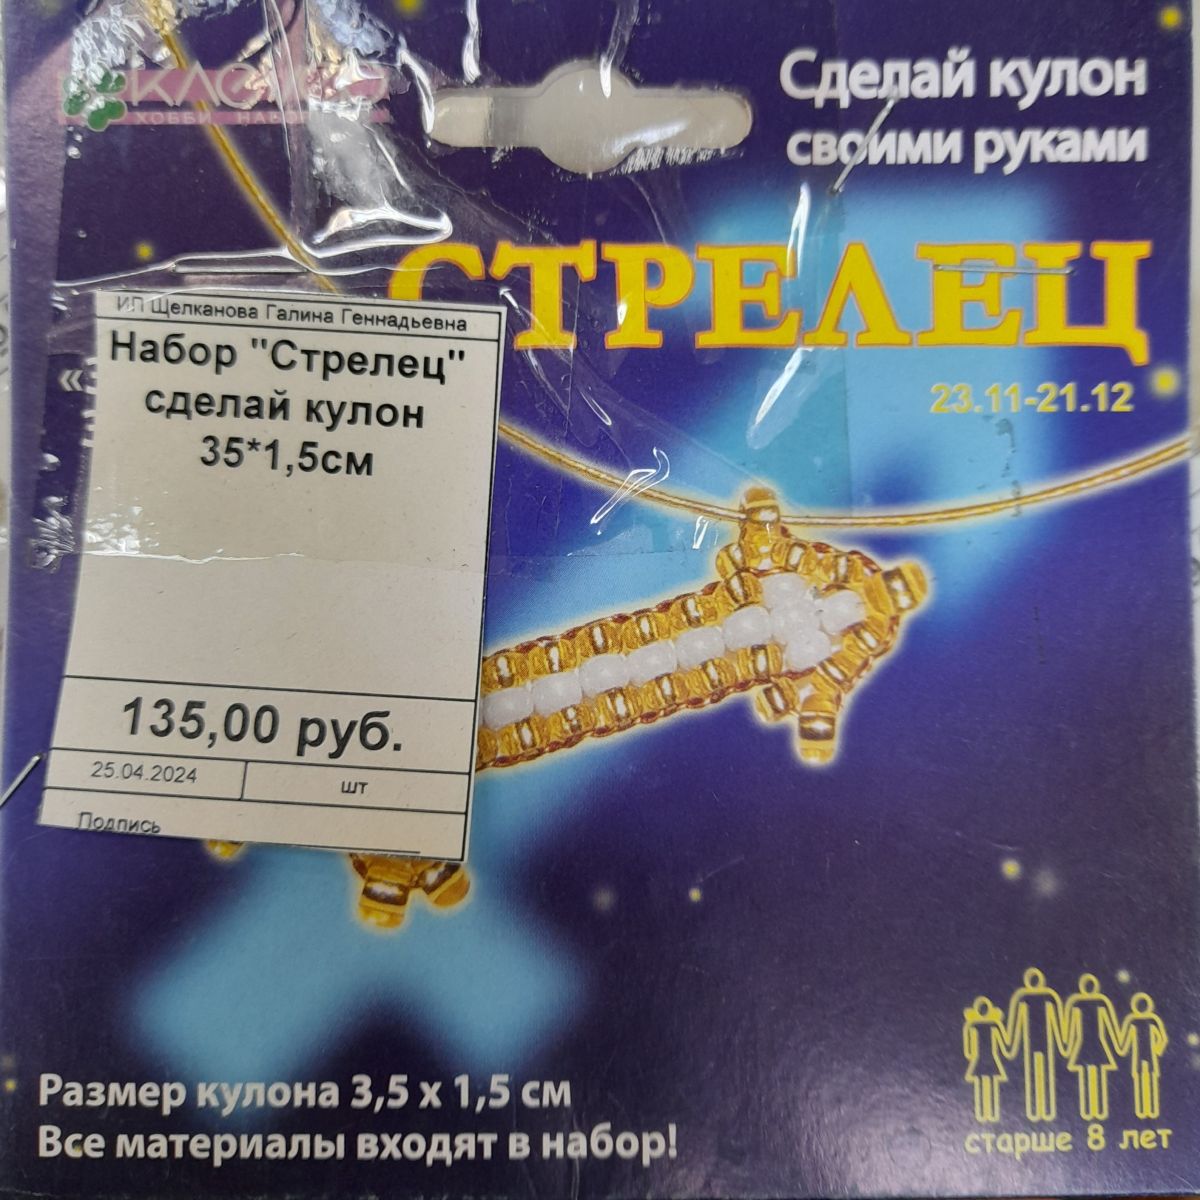 ХОББИ НАБОР
Сделай кулон
своими руками
СТРЕЛЕЦ
23.11-21.12
ИП Щелканова Галина Геннадьевна
Набор "Стрелец"
сделай кулон
35*1,5см
135,00 руб.
25.04.2024
шт
Подпись
Размер кулона 3,5 х 1,5 см
Все материалы входят в набор!
старше 8 лет